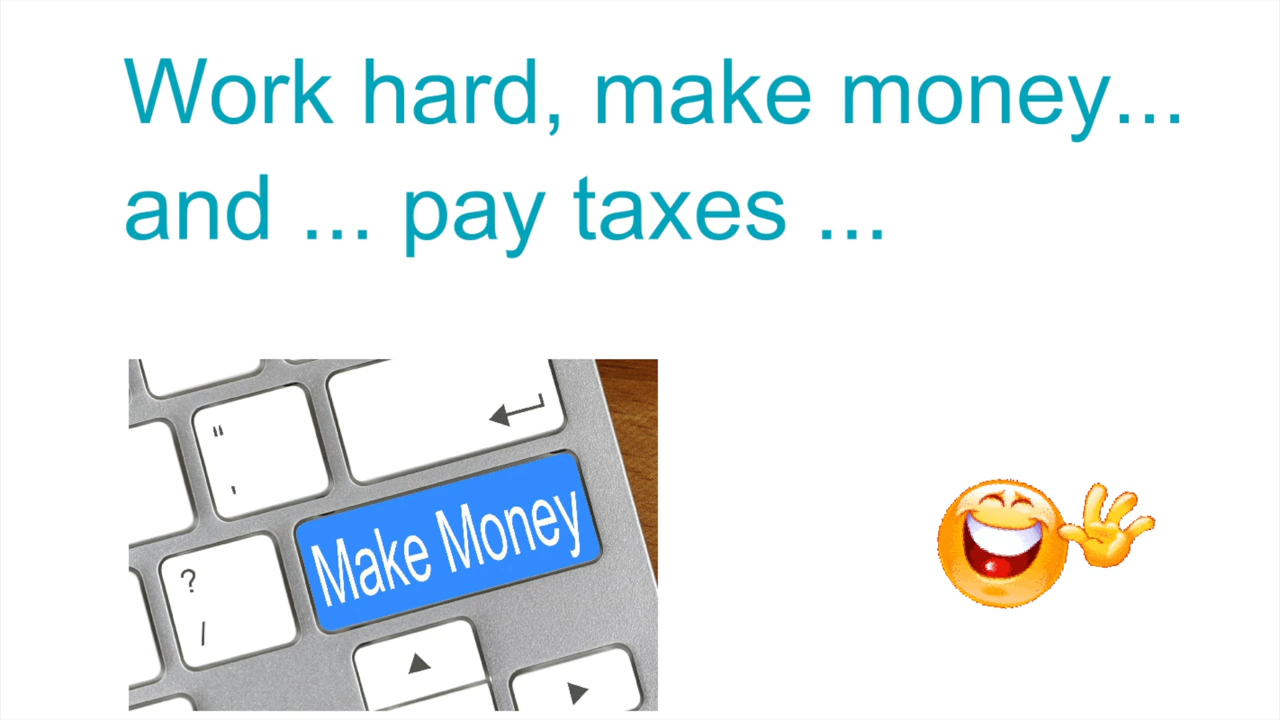 Work hard, make money...
and ... pay taxes ...
"
'
?
/
Make Money